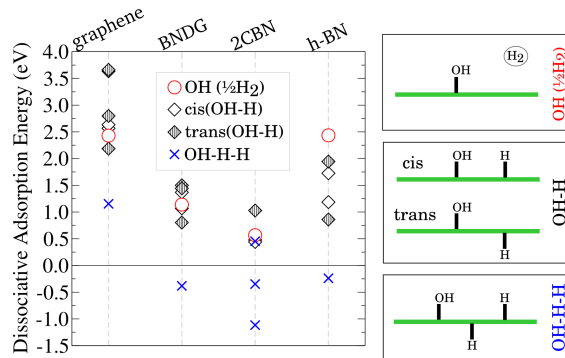 graphene
BNDG
2CBN
h-BN
Dissociative Adsorption Energy (eV)
4.0
3.5
3.0
2.5
2.0
1.5
1.0
0.5
0.0
-0.5
-1.0
-1.5
OH (½H₂)
cis(OH-H)
trans(OH-H)
OH-H-H
H₂
OH
OH (½H₂)
cis
OH
H
trans
OH
H
OH-H
OH
H
H
OH-H-H